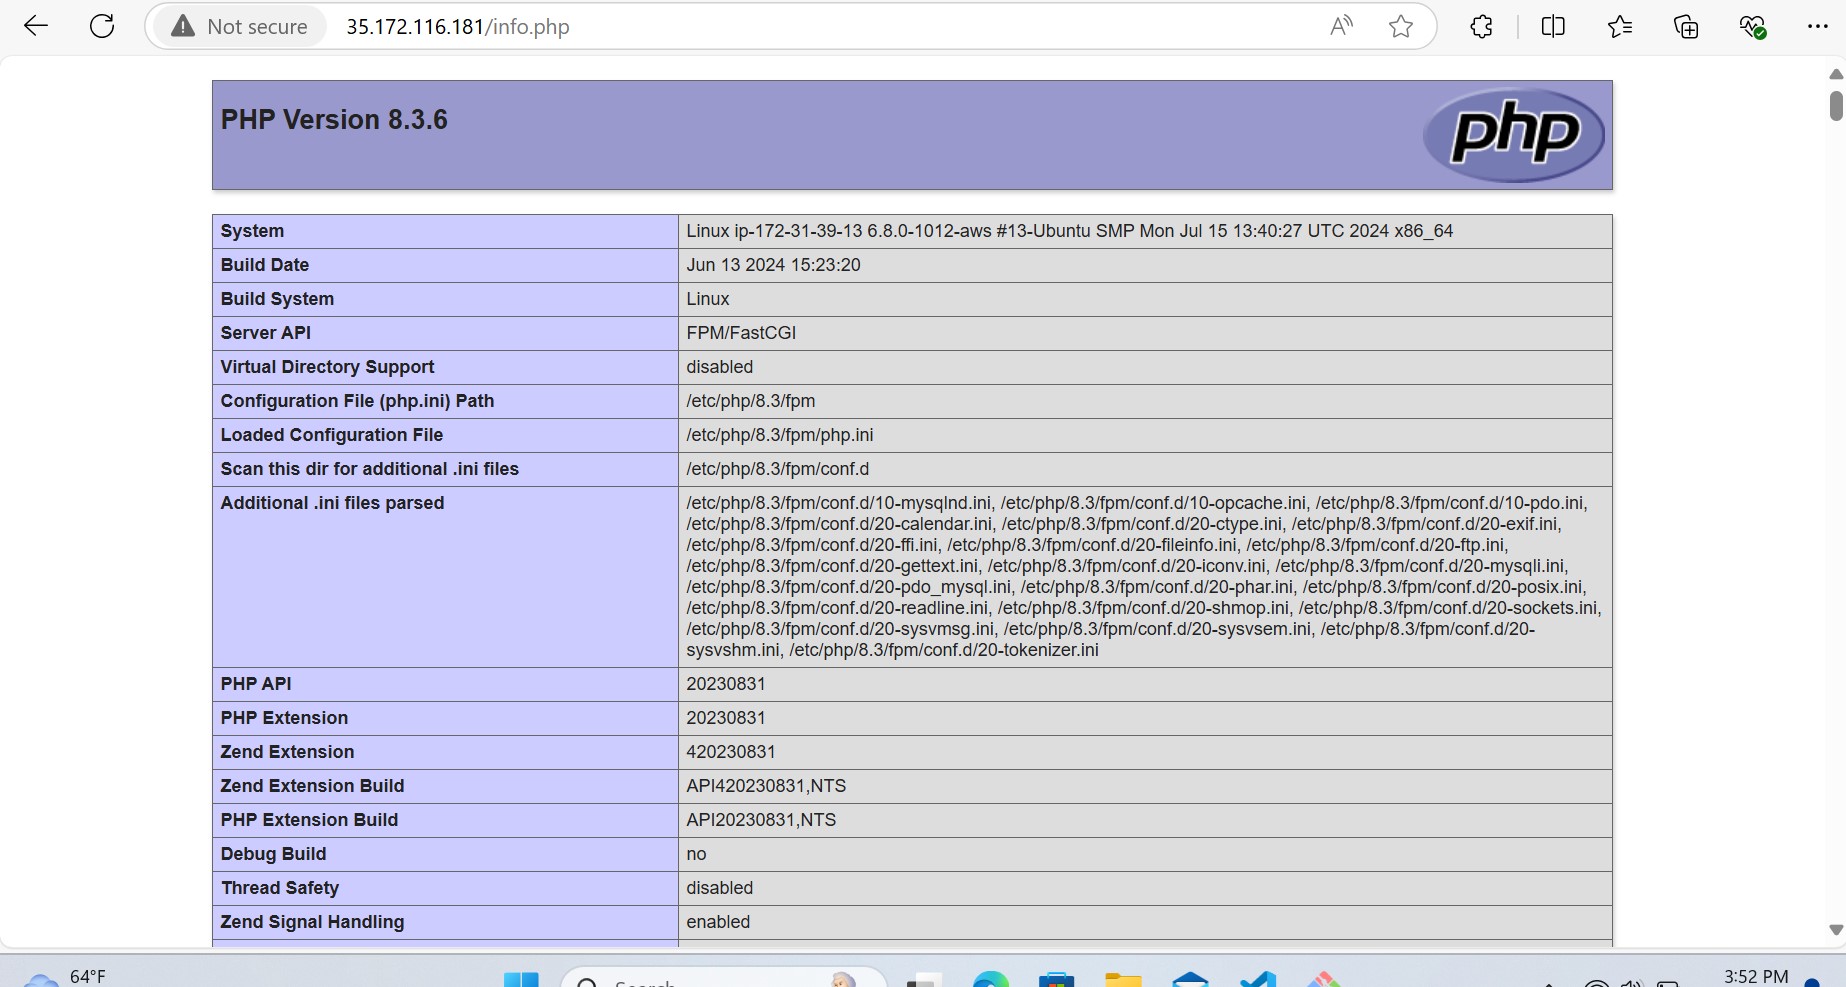 Not secure 35.172.116.181/info.php
PHP Version 8.3.6
php
System Linux ip-172-31-39-13 6.8.0-1012-aws #13-Ubuntu SMP Mon Jul 15 13:40:27 UTC 2024 x86_64
Build Date Jun 13 2024 15:23:20
Build System Linux
Server API FPM/FastCGI
Virtual Directory Support disabled
Configuration File (php.ini) Path /etc/php/8.3/fpm
Loaded Configuration File /etc/php/8.3/fpm/php.ini
Scan this dir for additional .ini files /etc/php/8.3/fpm/conf.d
Additional .ini files parsed /etc/php/8.3/fpm/conf.d/10-mysqlnd.ini, /etc/php/8.3/fpm/conf.d/10-opcache.ini, /etc/php/8.3/fpm/conf.d/10-pdo.ini,
/etc/php/8.3/fpm/conf.d/20-calendar.ini, /etc/php/8.3/fpm/conf.d/20-ctype.ini, /etc/php/8.3/fpm/conf.d/20-exif.ini,
/etc/php/8.3/fpm/conf.d/20-ffi.ini, /etc/php/8.3/fpm/conf.d/20-fileinfo.ini, /etc/php/8.3/fpm/conf.d/20-ftp.ini,
/etc/php/8.3/fpm/conf.d/20-gettext.ini, /etc/php/8.3/fpm/conf.d/20-iconv.ini, /etc/php/8.3/fpm/conf.d/20-mysqli.ini,
/etc/php/8.3/fpm/conf.d/20-pdo_mysql.ini, /etc/php/8.3/fpm/conf.d/20-phar.ini, /etc/php/8.3/fpm/conf.d/20-posix.ini,
/etc/php/8.3/fpm/conf.d/20-readline.ini, /etc/php/8.3/fpm/conf.d/20-shmop.ini, /etc/php/8.3/fpm/conf.d/20-sockets.ini,
/etc/php/8.3/fpm/conf.d/20-sysvmsg.ini, /etc/php/8.3/fpm/conf.d/20-sysvsem.ini, /etc/php/8.3/fpm/conf.d/20-
sysvshm.ini, /etc/php/8.3/fpm/conf.d/20-tokenizer.ini
PHP API 20230831
PHP Extension 20230831
Zend Extension 420230831
Zend Extension Build API420230831,NTS
PHP Extension Build API20230831,NTS
Debug Build no
Thread Safety disabled
Zend Signal Handling enabled
64°F Search 3:52 PM